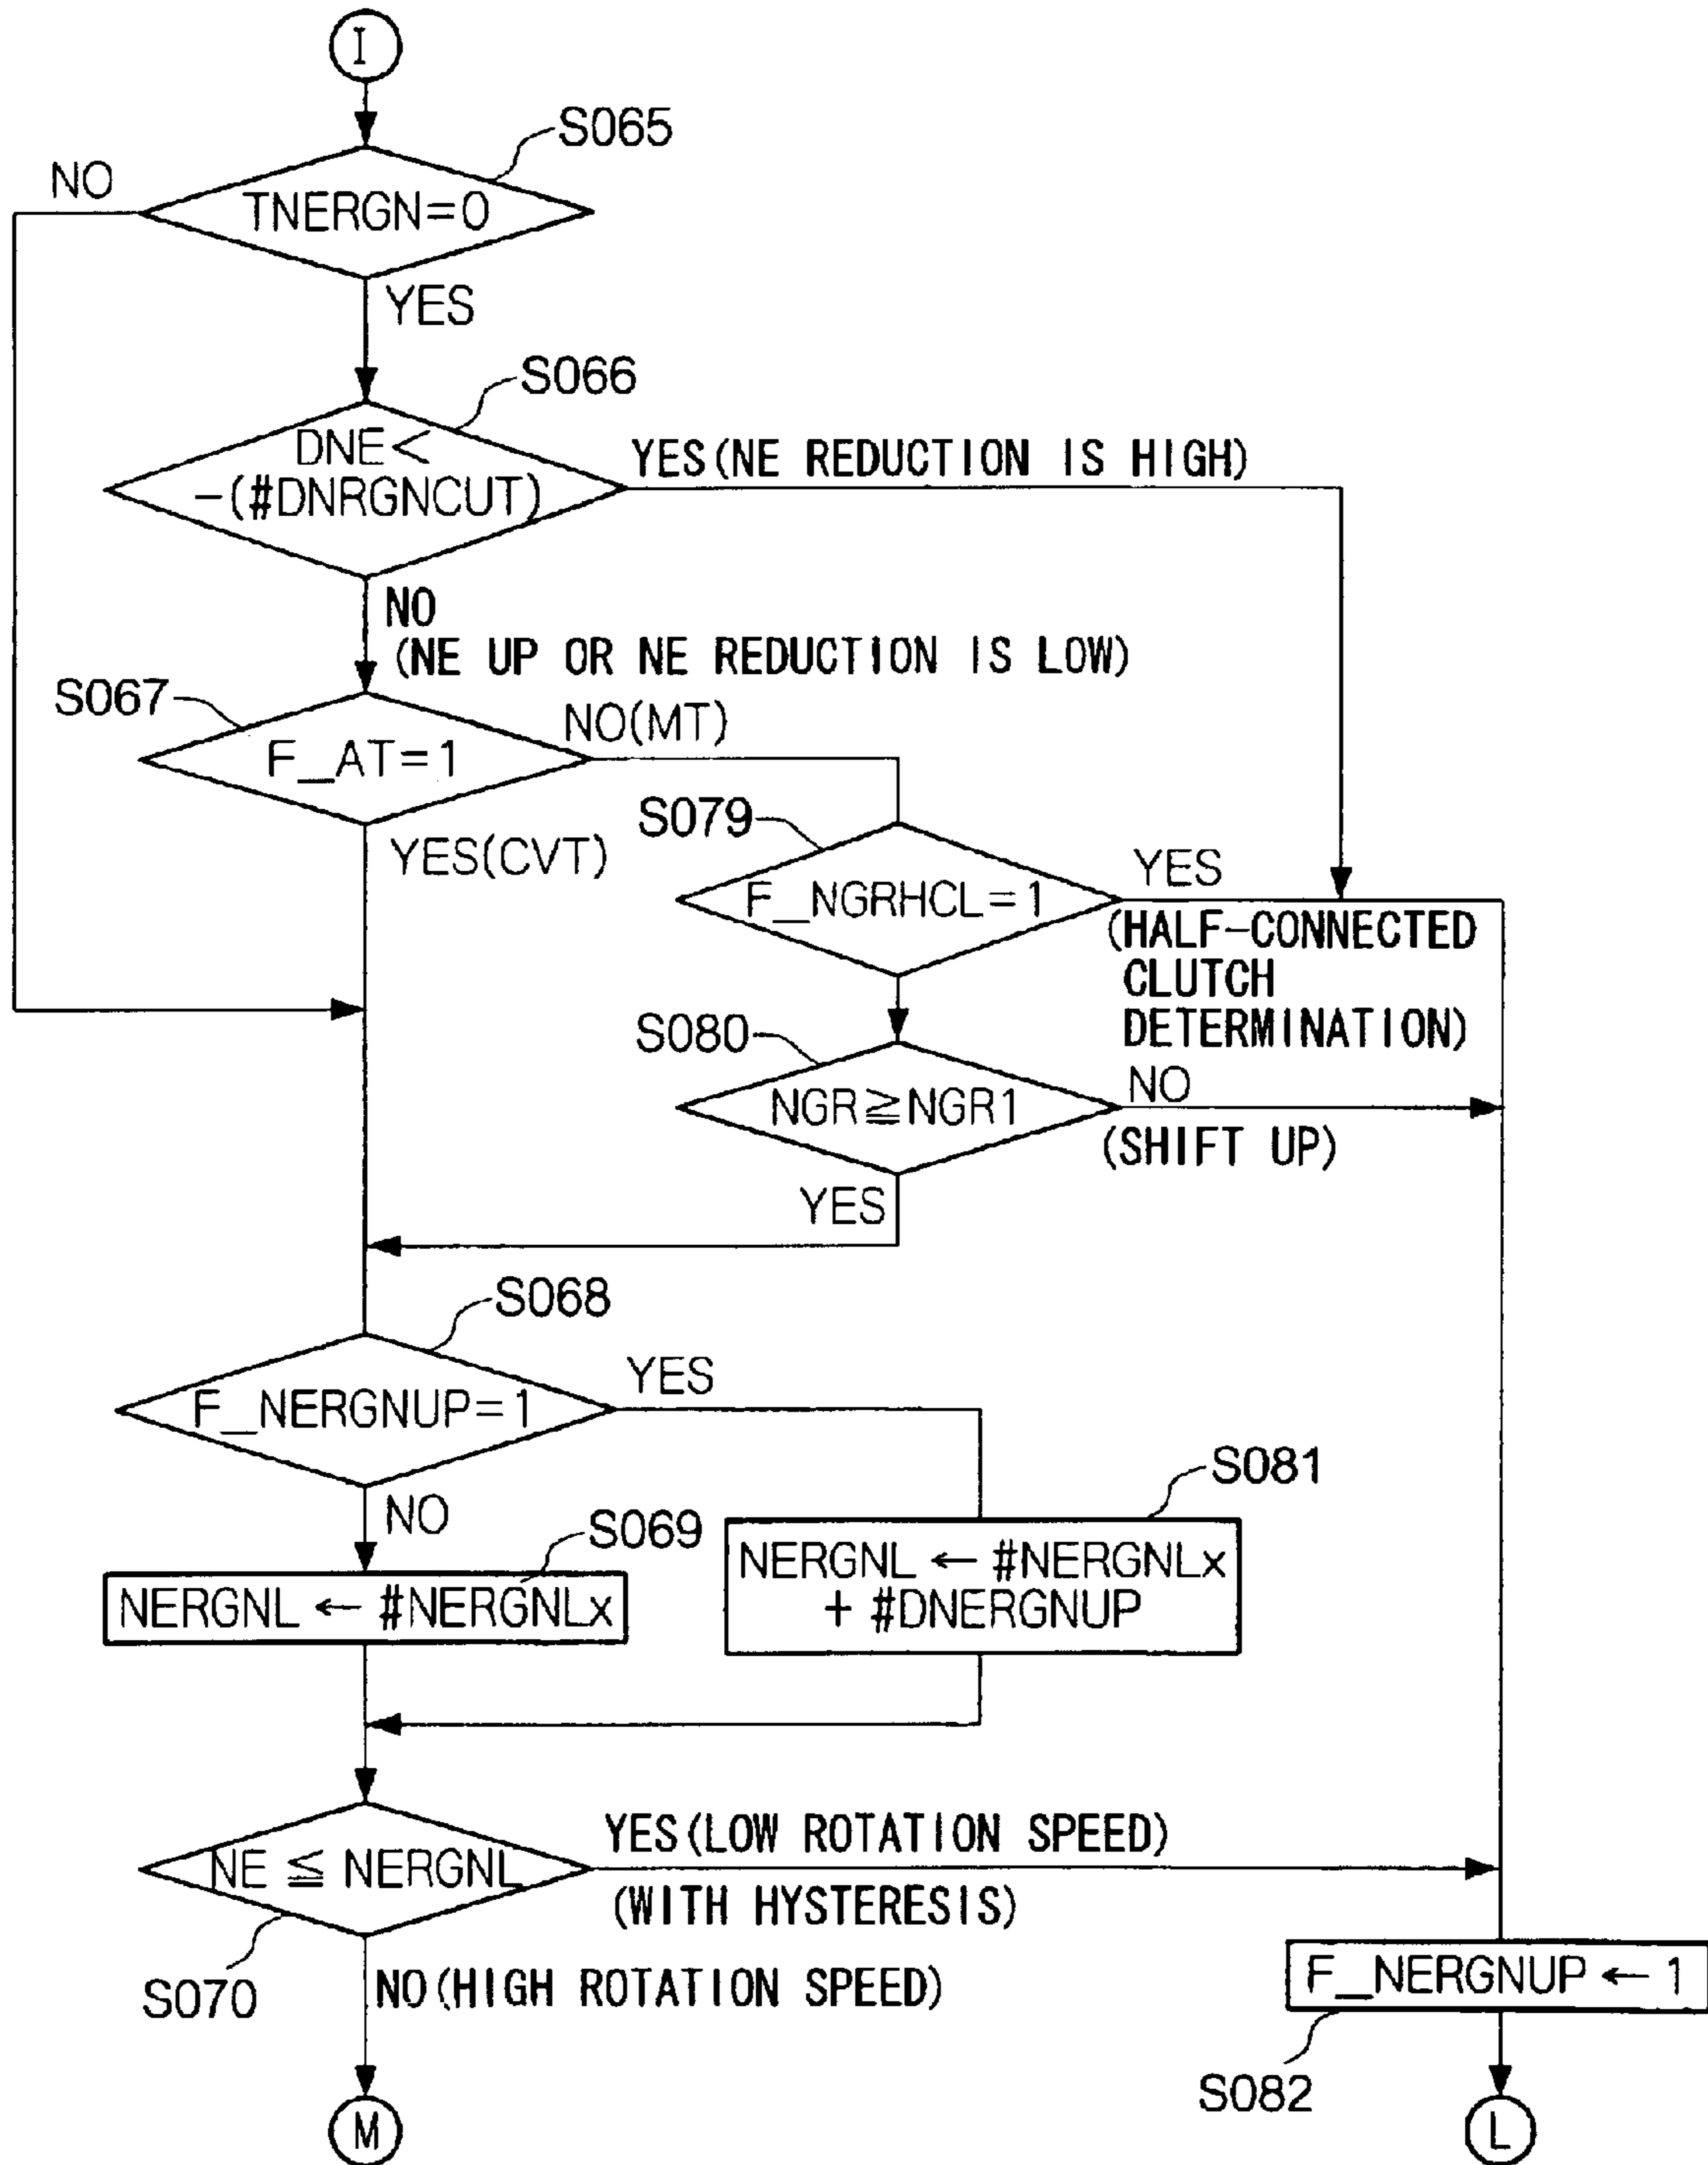 I
S065
NO
TNERGN=0
YES
S066
DNE<
-(#DNRGNCUT)
YES(NE REDUCTION IS HIGH)
NO
(NE UP OR NE REDUCTION IS LOW)
S067
NO(MT)
F_AT=1
YES(CVT)
S079
YES
F_NGRHCL=1
(HALF-CONNECTED
CLUTCH
DETERMINATION)
S080
NO
NGR≧NGR1
(SHIFT UP)
YES
S068
YES
F_NERGNUP=1
S081
NO
S069
NERGNL ← #NERGNLx
+ #DNERGNUP
NERGNL ← #NERGNLx
YES(LOW ROTATION SPEED)
NE ≦ NERGNL
(WITH HYSTERESIS)
S070
NO(HIGH ROTATION SPEED)
F_NERGNUP ← 1
S082
M
L